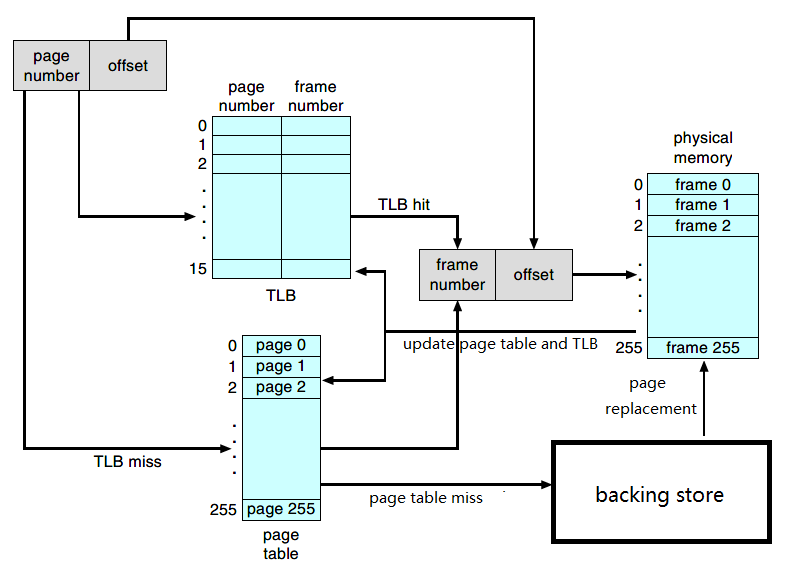 page
number
offset
page
number
frame
number
0
1
2
.
.
.
.
15
TLB
TLB hit
physical
memory
0
frame 0
1
frame 1
2
frame 2
.
.
.
.
255
frame 255
frame
number
offset
update page table and TLB
0
page 0
1
page 1
2
page 2
.
.
.
.
255
page 255
page
table
TLB miss
page table miss
page
replacement
backing store